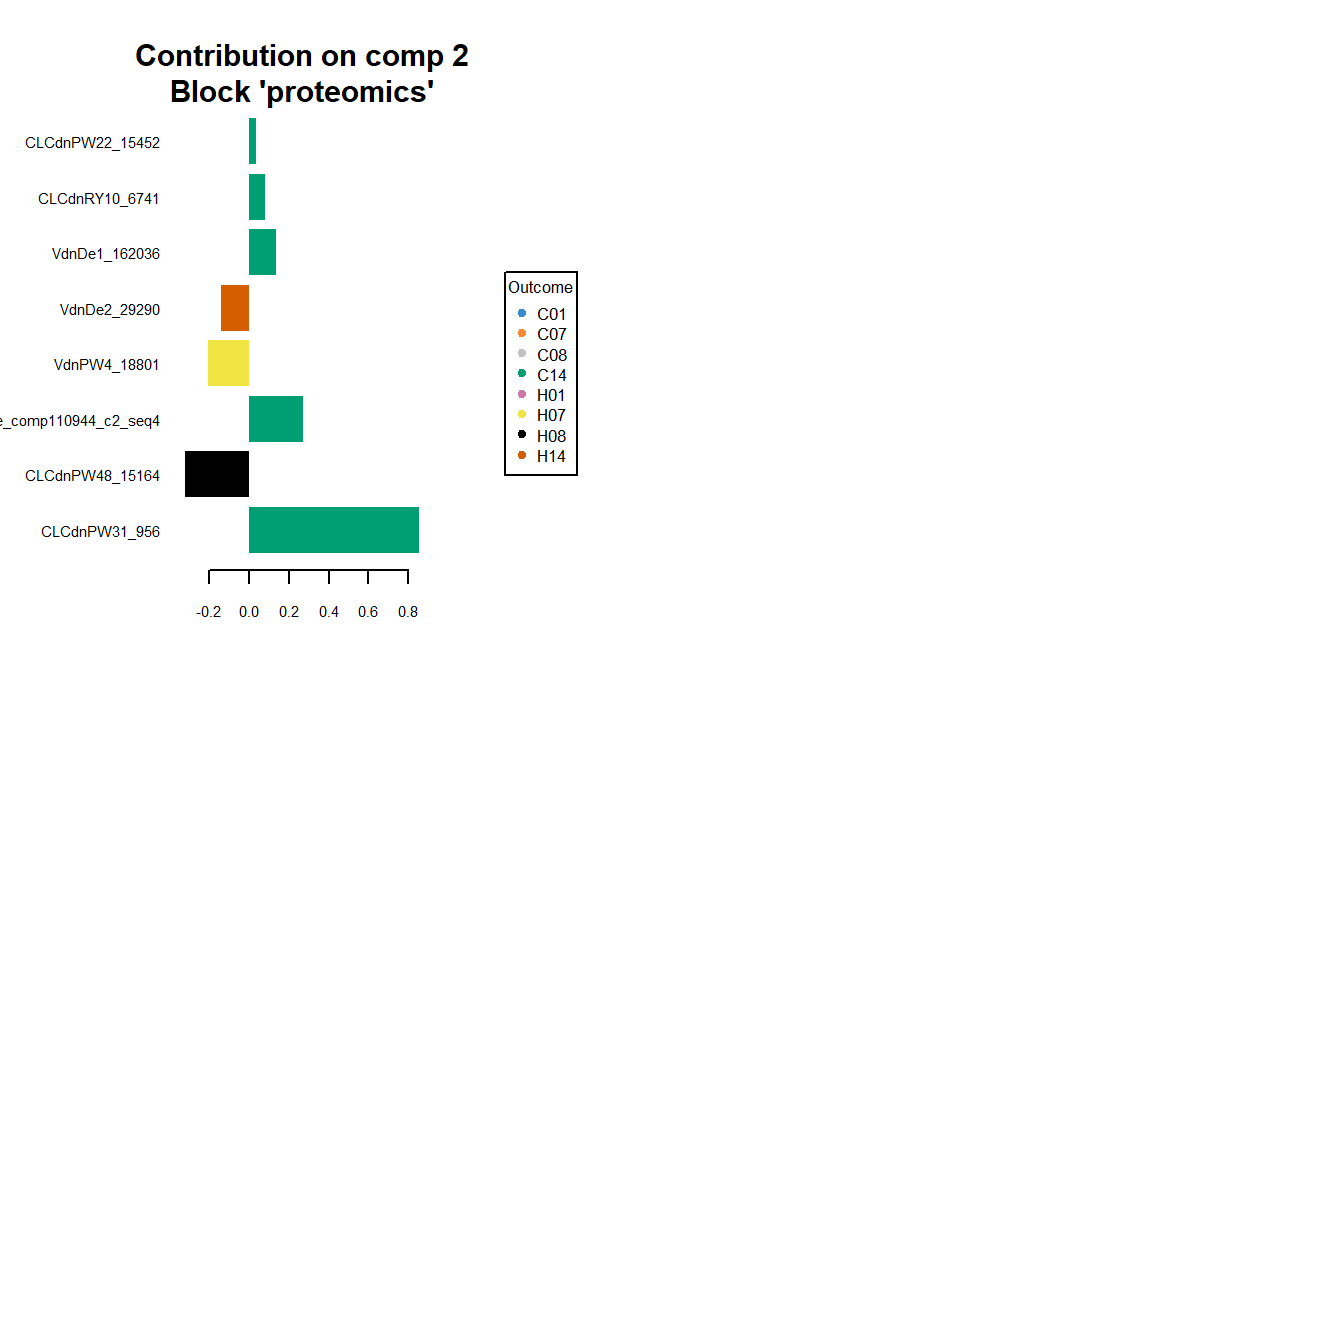 Contribution on comp 2
Block 'proteomics'
CLCdnPW22_15452
CLCdnRY10_6741
VdnDe1_162036
VdnDe2_29290
VdnPW4_18801
e_comp110944_c2_seq4
CLCdnPW48_15164
CLCdnPW31_956
-0.2 0.0 0.2 0.4 0.6 0.8
Outcome
C01
C07
C08
C14
H01
H07
H08
H14